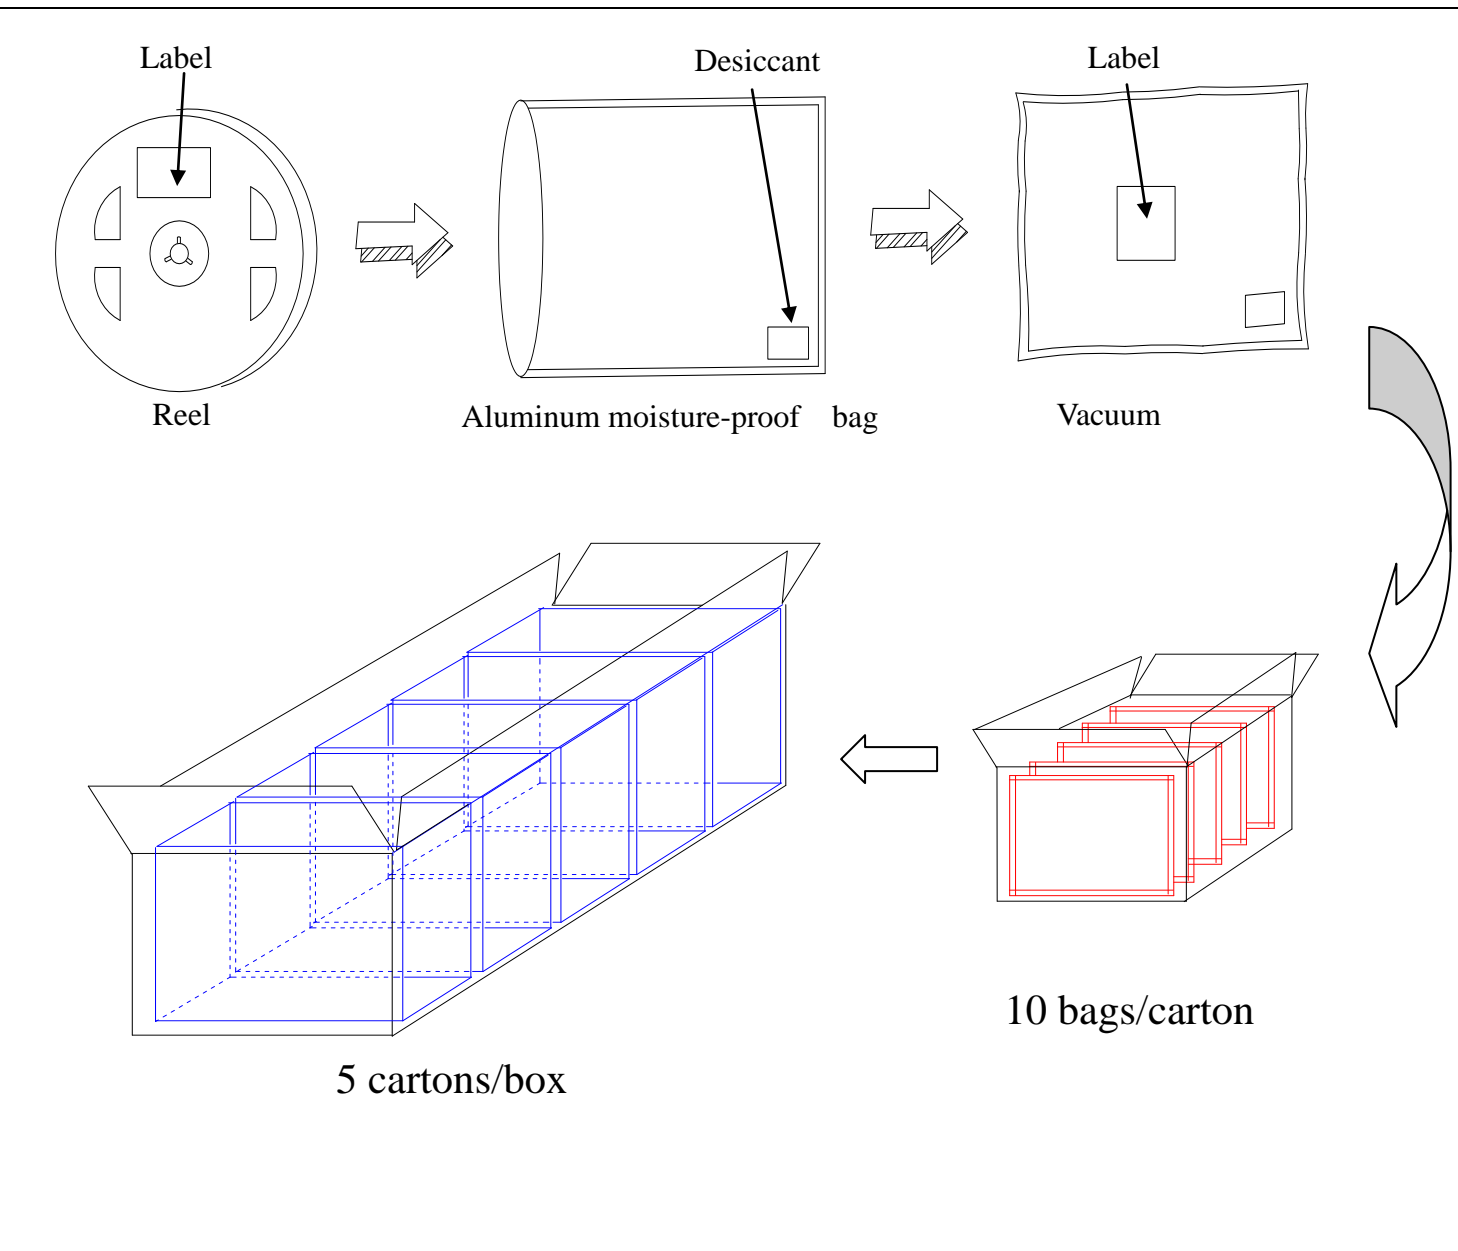 Label
Desiccant
Label
Reel
Aluminum moisture-proof bag
Vacuum
10 bags/carton
5 cartons/box